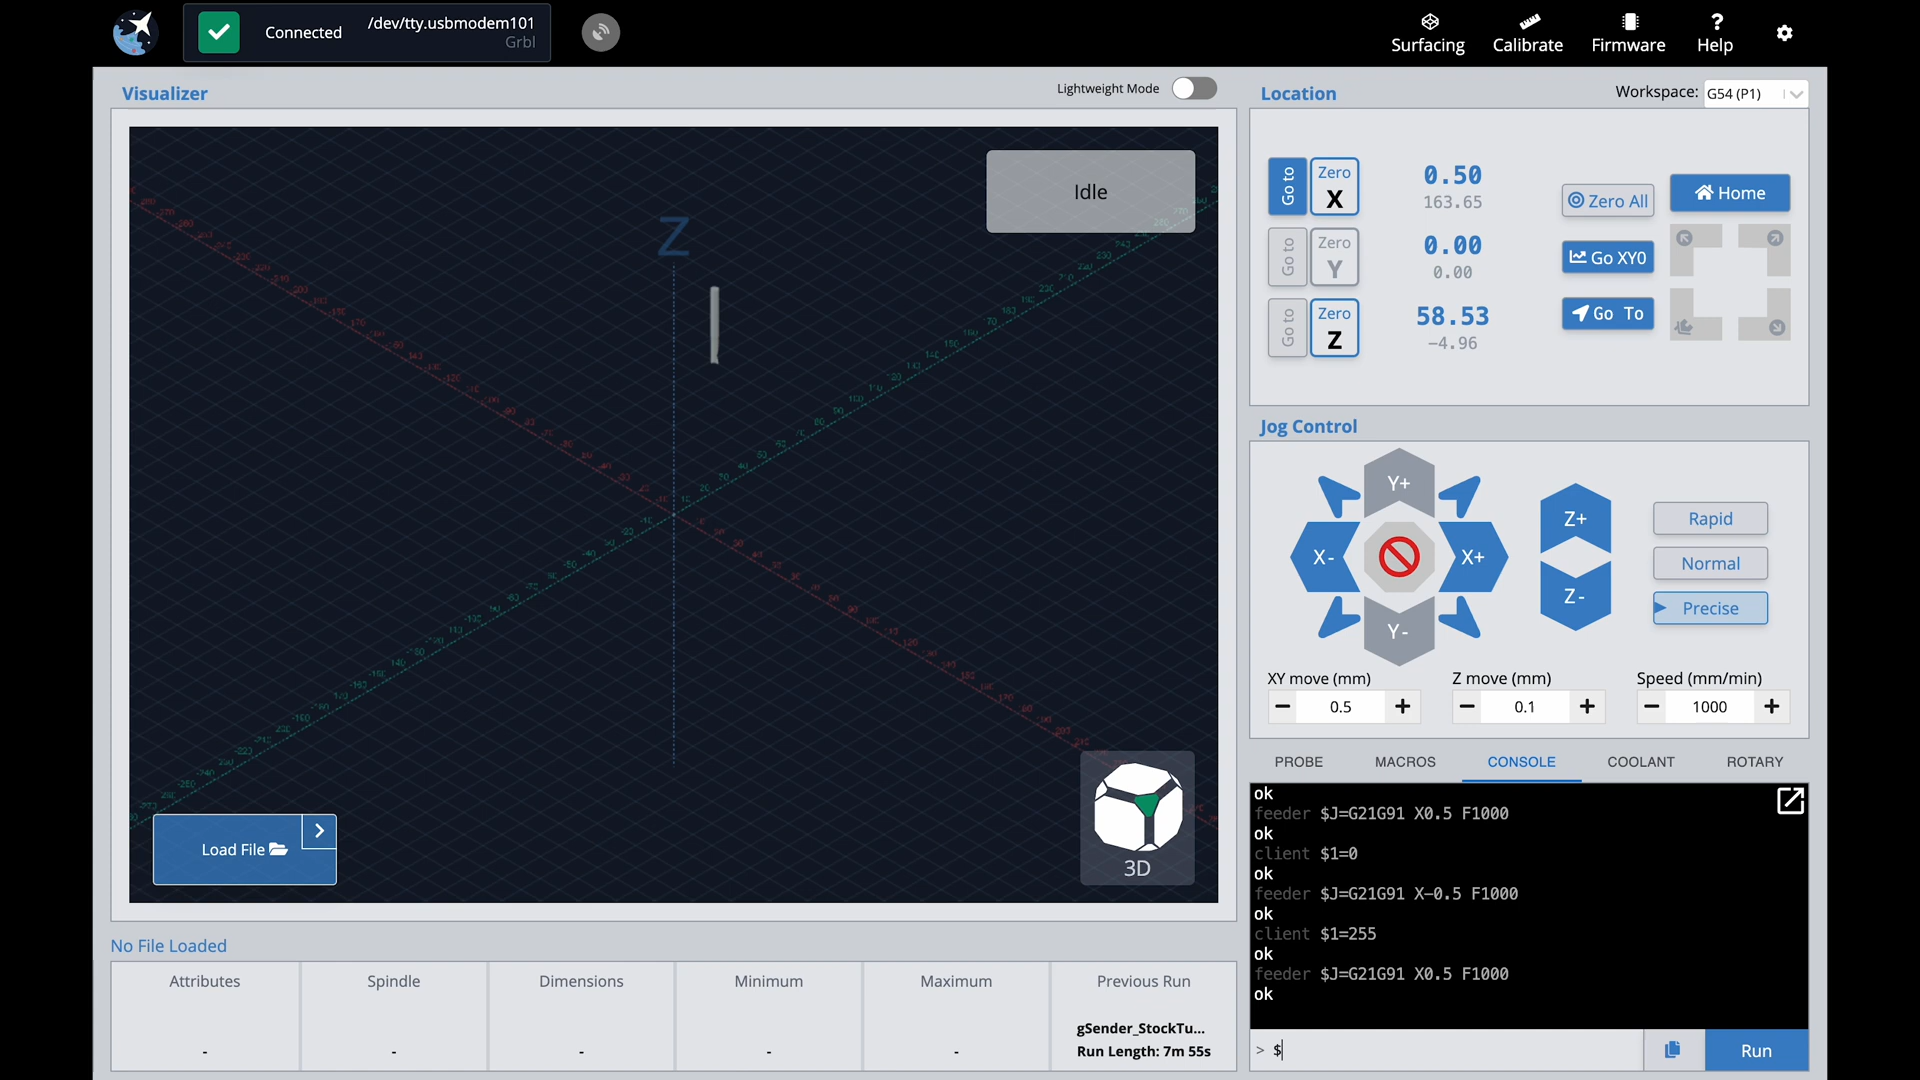 Connected
/dev/tty.usbmodem101
Grbl
Surfacing
Calibrate
Firmware
? Help
Visualizer
Lightweight Mode
Idle
Z
Load File
3D
Location
Workspace: G54 (P1)
Go to Zero X 0.50 163.65
Go to Zero Y 0.00 0.00
Go to Zero Z 58.53 -4.96
Zero All
Go XY0
Go To
Home
Jog Control
Y+
X-
X+
Y-
Z+
Z-
Rapid
Normal
Precise
XY move (mm) Z move (mm) Speed (mm/min)
− 0.5 + − 0.1 + − 1000 +
PROBE MACROS CONSOLE COOLANT ROTARY
ok
feeder $J=G21G91 X0.5 F1000
ok
client $1=0
ok
feeder $J=G21G91 X-0.5 F1000
ok
client $1=255
ok
feeder $J=G21G91 X0.5 F1000
ok
> $
Run
No File Loaded
Attributes Spindle Dimensions Minimum Maximum Previous Run
gSender_StockTu...
- - - - - Run Length: 7m 55s